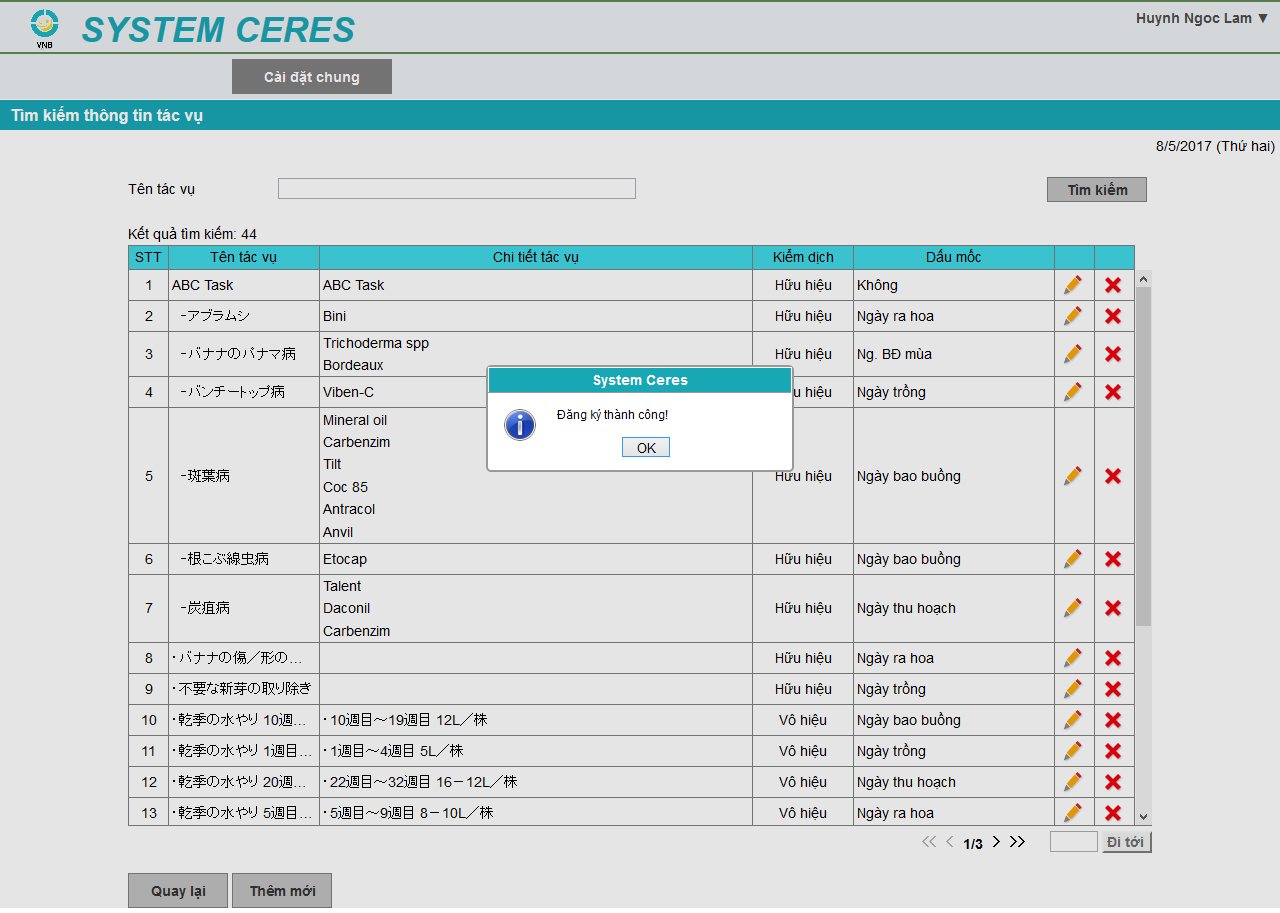 VNB
SYSTEM CERES
Huynh Ngoc Lam ▼
Cài đặt chung
Tìm kiếm thông tin tác vụ
8/5/2017 (Thứ hai)
Tên tác vụ
Tìm kiếm
Kết quả tìm kiếm: 44
STT Tên tác vụ Chi tiết tác vụ Kiểm dịch Dấu mốc
1 ABC Task ABC Task Hữu hiệu Không
2 -アブラムシ Bini Hữu hiệu Ngày ra hoa
3 -バナナのパナマ病 Trichoderma spp Hữu hiệu Ng. BĐ mùa
Bordeaux
4 -バンチートップ病 Viben-C hiệu Ngày trồng
System Ceres
Đăng ký thành công!
OK
5 -斑葉病 Mineral oil Hữu hiệu Ngày bao buồng
Carbenzim
Tilt
Coc 85
Antracol
Anvil
6 -根こぶ線虫病 Etocap Hữu hiệu Ngày bao buồng
7 -炭疽病 Talent Hữu hiệu Ngày thu hoạch
Daconil
Carbenzim
8 ・バナナの傷／形の... Hữu hiệu Ngày ra hoa
9 ・不要な新芽の取り除き Hữu hiệu Ngày trồng
10 ・乾季の水やり 10週... ・10週目～19週目 12L／株 Vô hiệu Ngày bao buồng
11 ・乾季の水やり 1週目... ・1週目～4週目 5L／株 Vô hiệu Ngày trồng
12 ・乾季の水やり 20週... ・22週目～32週目 16－12L／株 Vô hiệu Ngày thu hoạch
13 ・乾季の水やり 5週目... ・5週目～9週目 8－10L／株 Vô hiệu Ngày ra hoa
1/3
Đi tới
Quay lại
Thêm mới